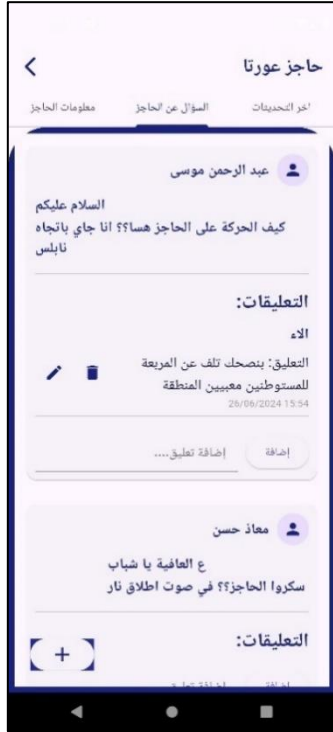 حاجز عورتا
اخر التحديثات
السؤال عن الحاجز
معلومات الحاجز
عبد الرحمن موسى
السلام عليكم
كيف الحركة على الحاجز هسا؟؟ انا جاي باتجاه
نابلس
التعليقات:
الاء
التعليق: بنصحك تلف عن المربعة
للمستوطنين معبيين المنطقة
26/06/2024 15:54
إضافة
إضافة تعليق....
معاذ حسن
ع العافية يا شباب
سكروا الحاجز؟؟ في صوت اطلاق نار
التعليقات: